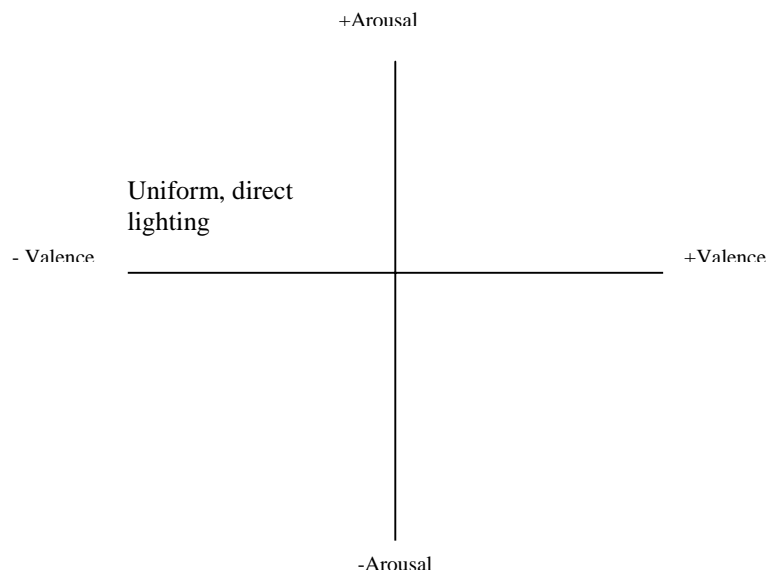 +Arousal
Uniform, direct
lighting
- Valence
+Valence
-Arousal